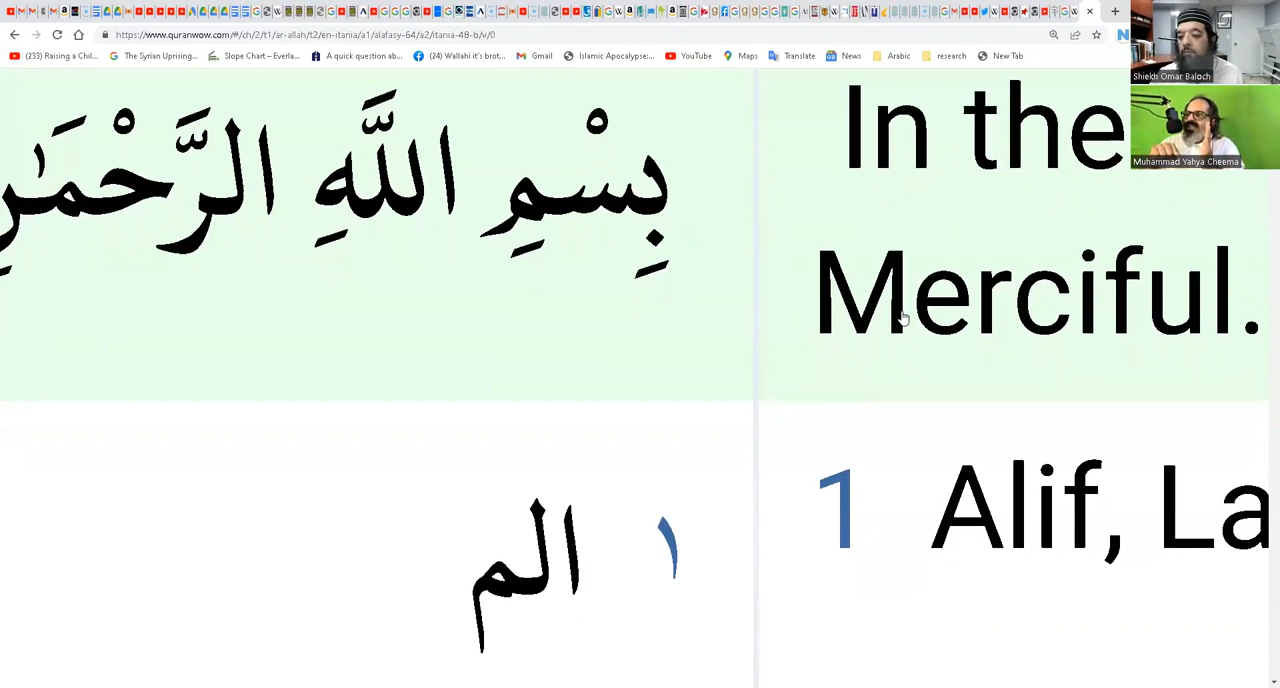 https://www.quranwow.com/#/ch/2/t1/ar-allah/t2/en-itania/a1/alafasy-64/a2/itania-48-b/v/0
(233) Raising a Chil...
The Syrian Uprising...
Slope Chart – Everla...
A quick question ab...
(24) Wallahi it's brot...
Gmail
Islamic Apocalypse:...
YouTube
Maps
Translate
News
Arabic
research
New Tab
Shiekh Omar Baloch
Muhammad Yahya Cheema
بِسْمِ اللَّهِ الرَّحْمَٰنِ
In the
Merciful.
١ الم
1 Alif, La